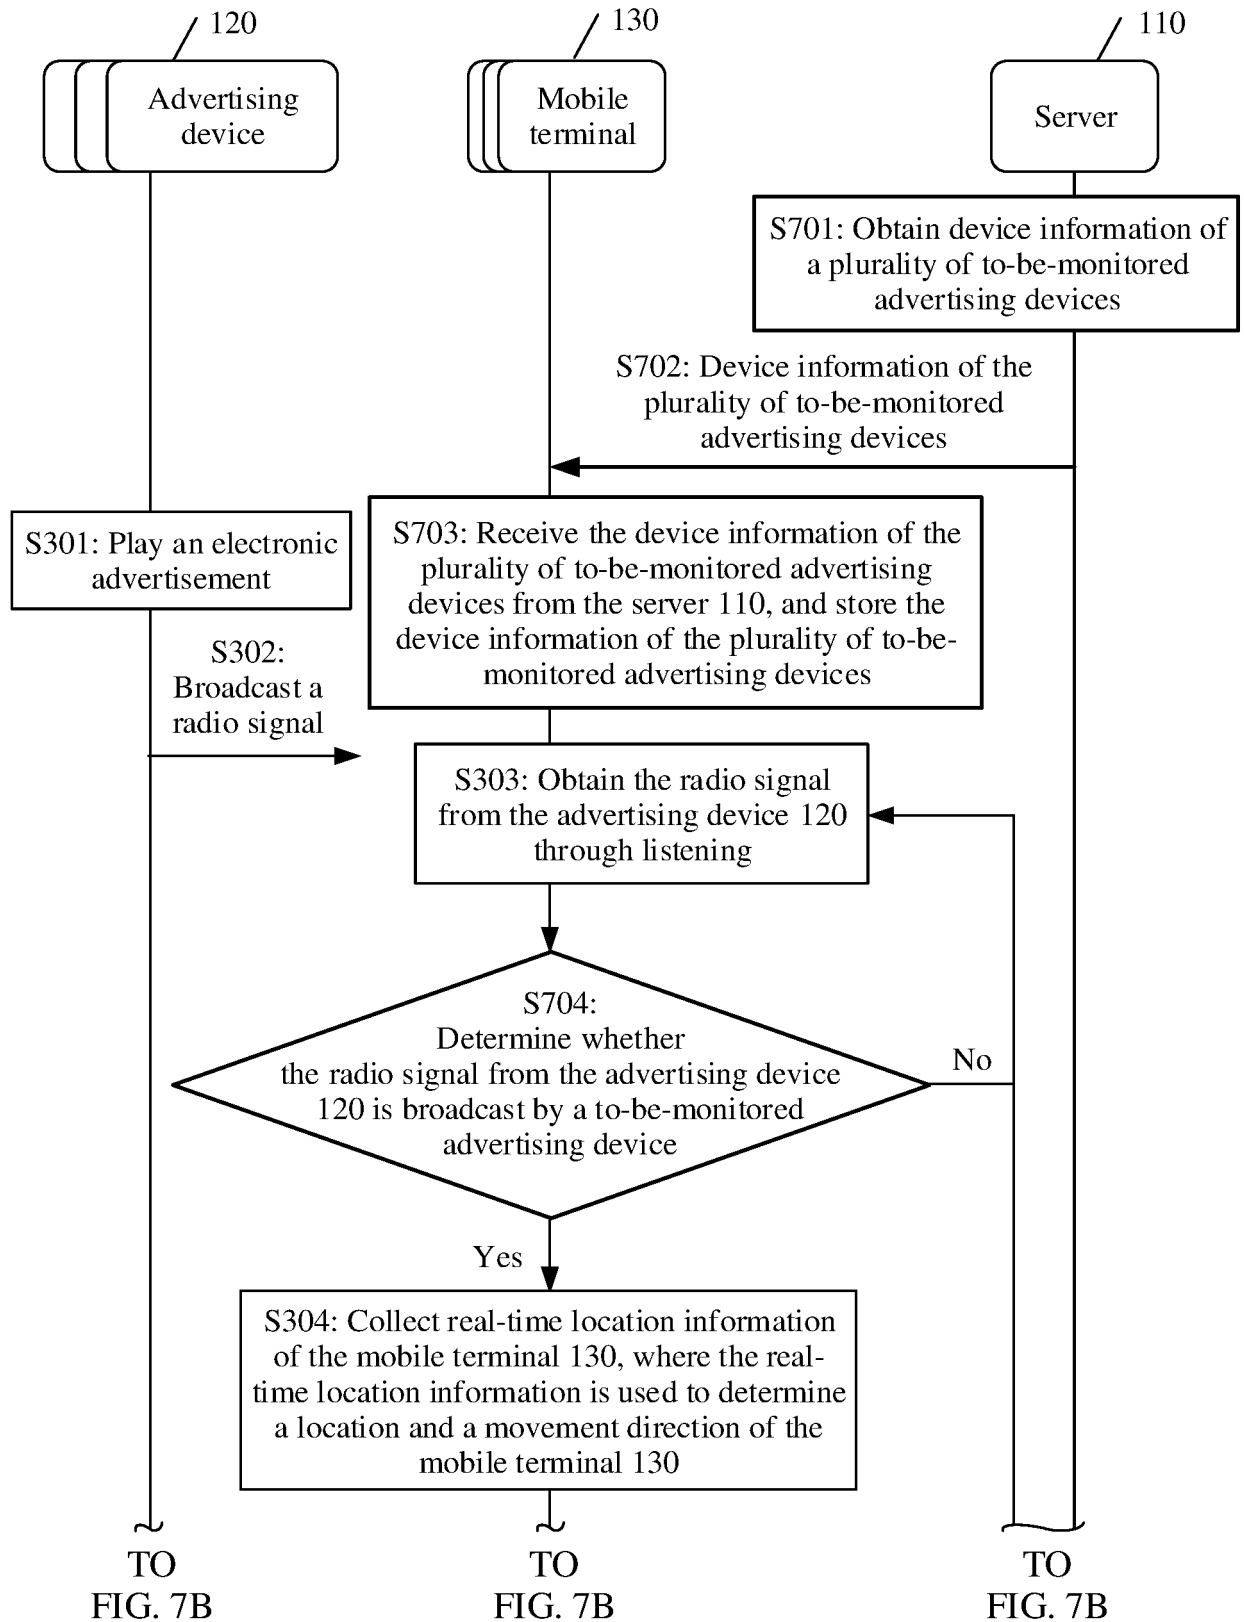 120
130
110
Advertising
device
Mobile
terminal
Server
S701: Obtain device information of
a plurality of to-be-monitored
advertising devices
S702: Device information of the
plurality of to-be-monitored
advertising devices
S301: Play an electronic
advertisement
S703: Receive the device information of the
plurality of to-be-monitored advertising
devices from the server 110, and store the
device information of the plurality of to-be-
monitored advertising devices
S302:
Broadcast a
radio signal
S303: Obtain the radio signal
from the advertising device 120
through listening
S704:
Determine whether
the radio signal from the advertising device
120 is broadcast by a to-be-monitored
advertising device
No
Yes
S304: Collect real-time location information
of the mobile terminal 130, where the real-
time location information is used to determine
a location and a movement direction of the
mobile terminal 130
TO
FIG. 7B
TO
FIG. 7B
TO
FIG. 7B